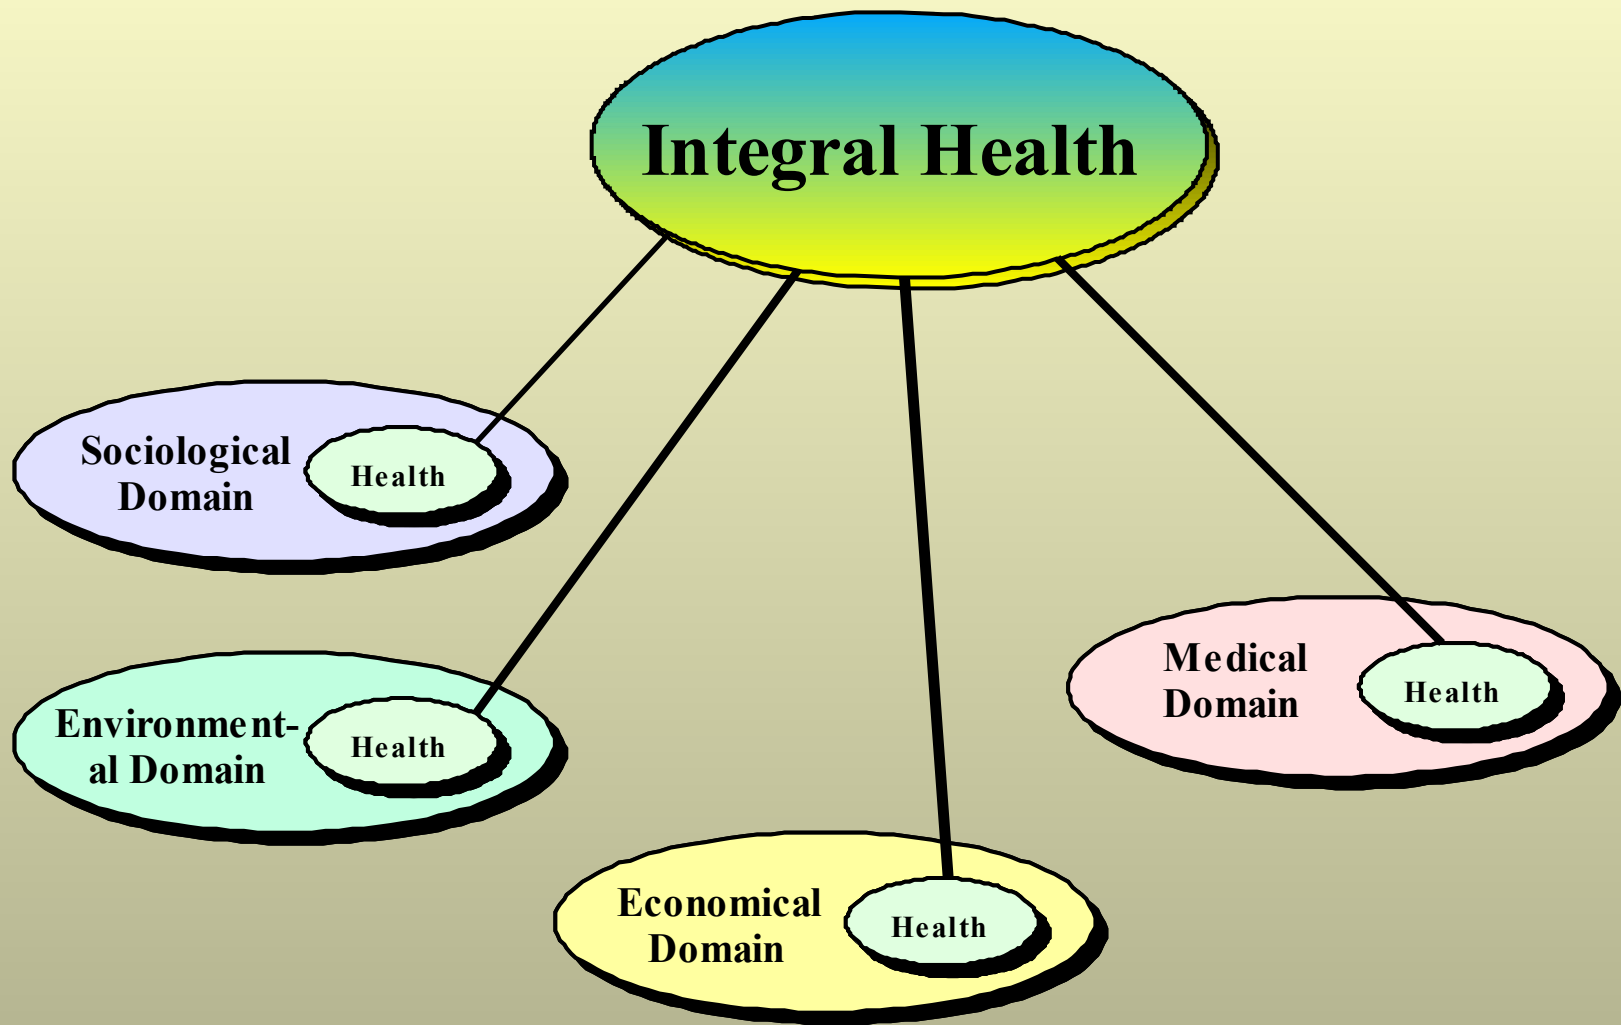 Integral Health
Sociological
Domain
Health
Environment-
al Domain
Health
Medical
Domain
Health
Economical
Domain
Health